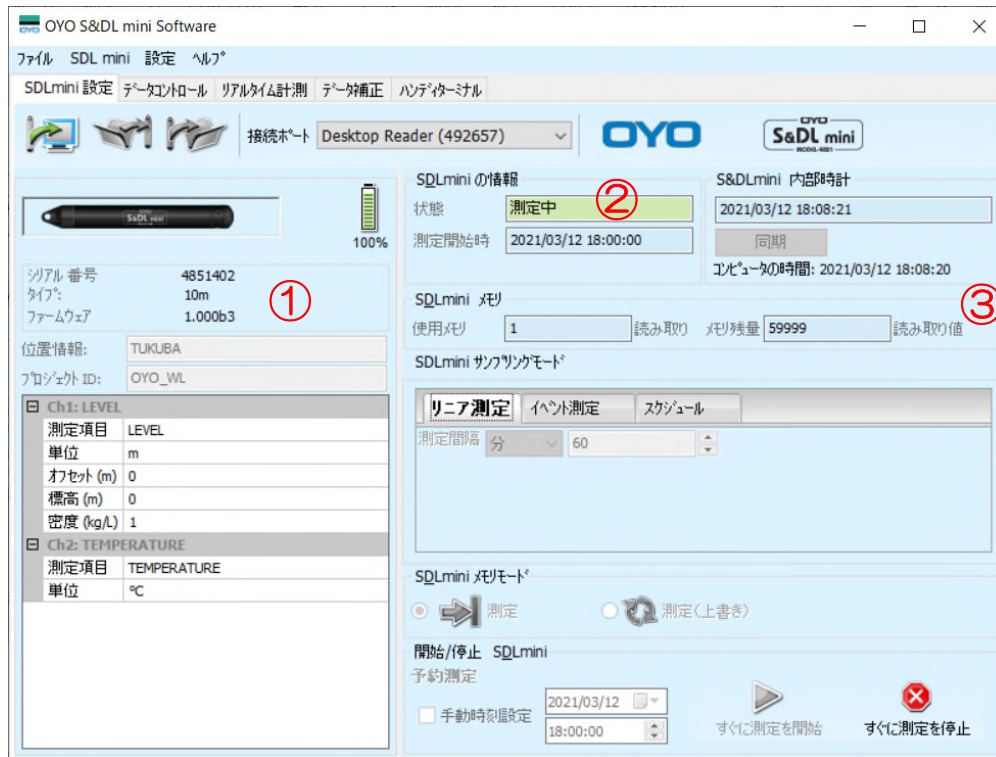 OYO S&DL mini Software
ファイル SDL mini 設定 ヘルプ
SDLmini 設定 データコントロール リアルタイム計測 データ補正 ハンディターミナル
接続ポート Desktop Reader (492657) OYO OYO
S&DL mini
MODEL-4851
S&DL mini
100%
シリアル 番号 4851402
タイプ: 10m
ファームウェア 1.000b3
①
位置情報: TUKUBA
プロジェクト ID: OYO_WL
Ch1: LEVEL
測定項目 LEVEL
単位 m
オフセット (m) 0
標高 (m) 0
密度 (kg/L) 1
Ch2: TEMPERATURE
測定項目 TEMPERATURE
単位 ℃
SDLmini の情報
状態 測定中 ②
測定開始時 2021/03/12 18:00:00
S&DLmini 内部時計
2021/03/12 18:08:21
同期
コンピュータの時間: 2021/03/12 18:08:20
SDLmini メモリ ③
使用メモリ 1 読み取り メモリ残量 59999 読み取り値
SDLmini サンプリングモード
リニア測定 イベント測定 スケジュール
測定間隔 分 60
SDLmini メモリモード
測定 測定(上書き)
開始/停止 SDLmini
予約測定
手動時刻設定 2021/03/12
18:00:00
すぐに測定を開始 すぐに測定を停止